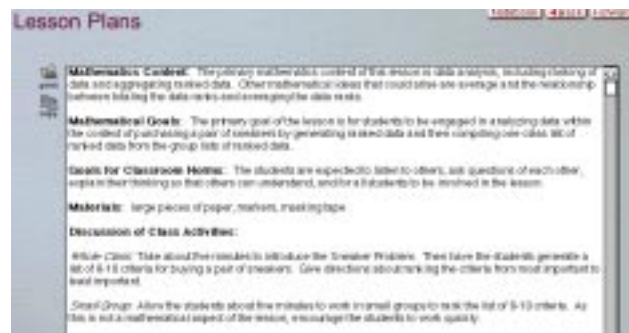 Lesson Plans
Mathematics Content: The primary mathematics content of this lesson is data analysis, including ranking of
data and aggregating ranked data. Other mathematical ideas that could arise are average and the relationship
between totaling the data ranks and averaging the data ranks.
Mathematical Goals: The primary goal of the lesson is for students to be engaged in analyzing data within
the context of purchasing a pair of sneakers by generating ranked data and then compiling one class list of
ranked data from the group lists of ranked data.
Goals for Classroom Norms: The students are expected to listen to others, ask questions of each other,
explain their thinking so that others can understand, and for all students to be involved in the lesson.
Materials: large pieces of paper, markers, masking tape
Discussion of Class Activities:
Whole Class: Take about five minutes to introduce the Sneaker Problem. Then have the students generate a
list of 8-10 criteria for buying a pair of sneakers. Give directions about ranking the criteria from most important to
least important.
Small Group: Allow the students about five minutes to work in small groups to rank the list of 8-10 criteria. As
this is not a mathematical aspect of the lesson, encourage the students to work quickly.